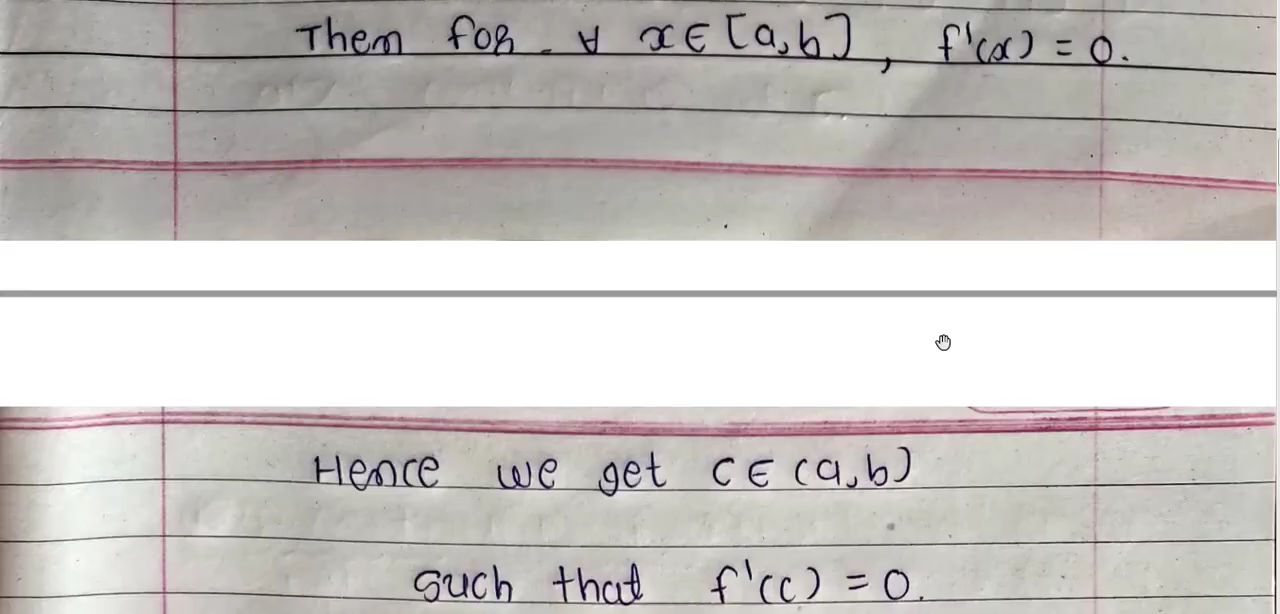 Then for ∀ x ∈ [a,b], f'(x) = 0.
Hence we get c ∈ (a,b)
such that f'(c) = 0.